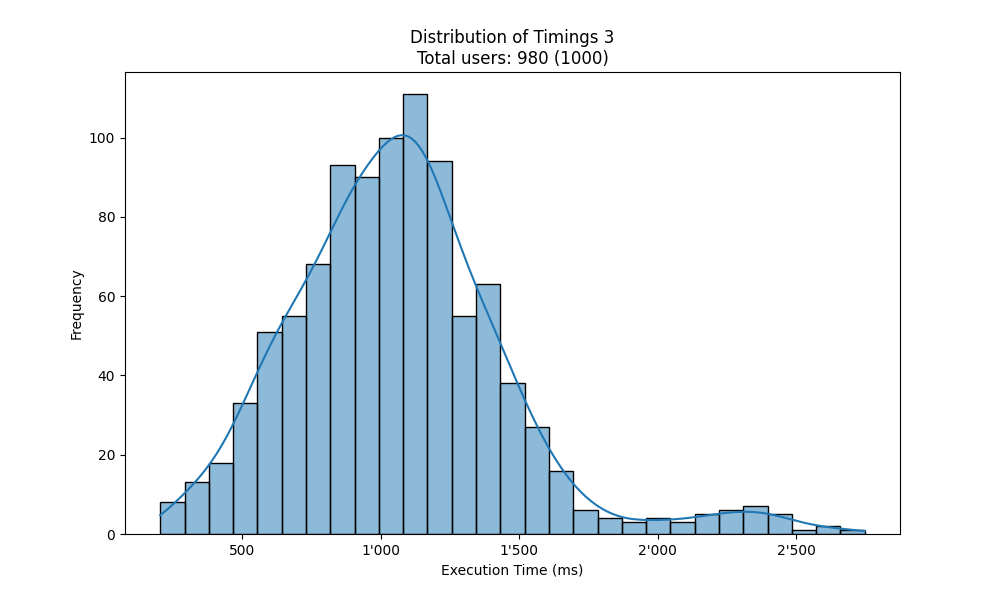 Distribution of Timings 3
Total users: 980 (1000)
Frequency
100
80
60
40
20
0
500
1'000
1'500
2'000
2'500
Execution Time (ms)